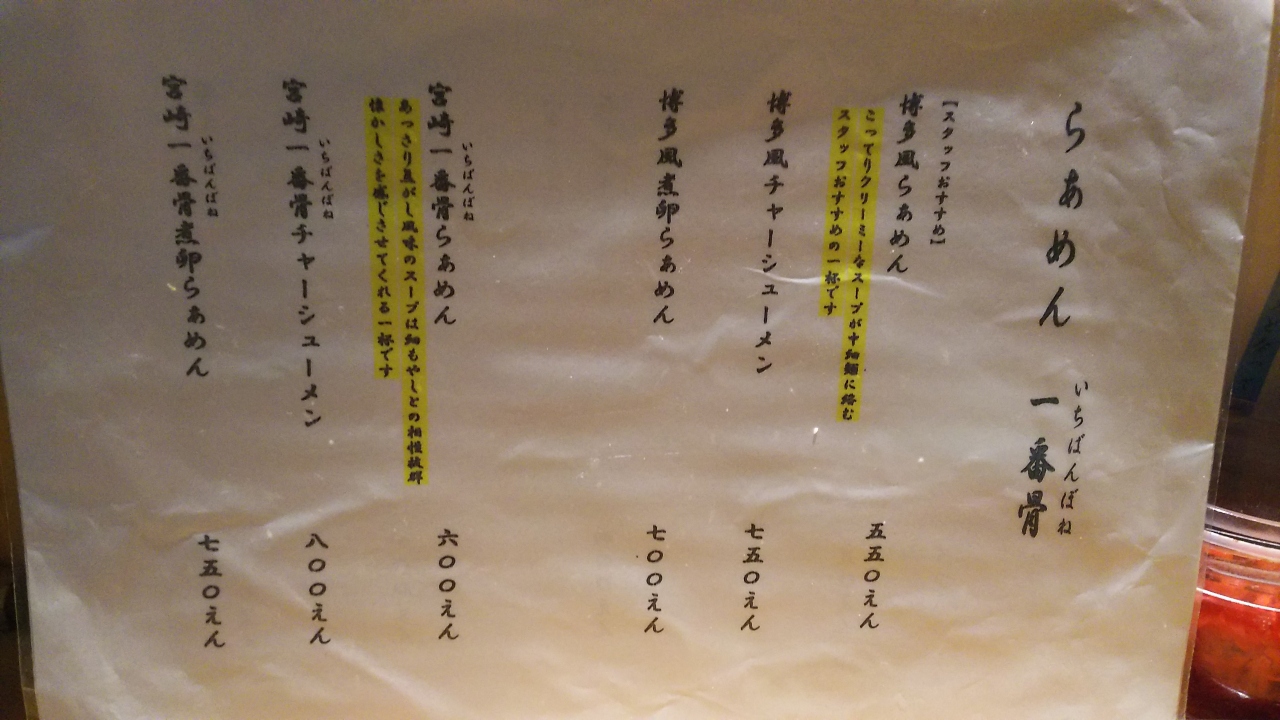 らあめん 一番骨
いちばんぼね
【スタッフおすすめ】
博多風らあめん 五五〇えん
こってりクリーミーなスープが中細麺に絡む
スタッフおすすめの一杯です
博多風チャーシューメン 七五〇えん
博多風煮卵らあめん 七〇〇えん
いちばんぼね
宮崎一番骨らあめん 六〇〇えん
あっさり焦がし風味のスープは細もやしとの相性抜群
懐かしさを感じさせてくれる一杯です
いちばんぼね
宮崎一番骨チャーシューメン 八〇〇えん
いちばんぼね
宮崎一番骨煮卵らあめん 七五〇えん